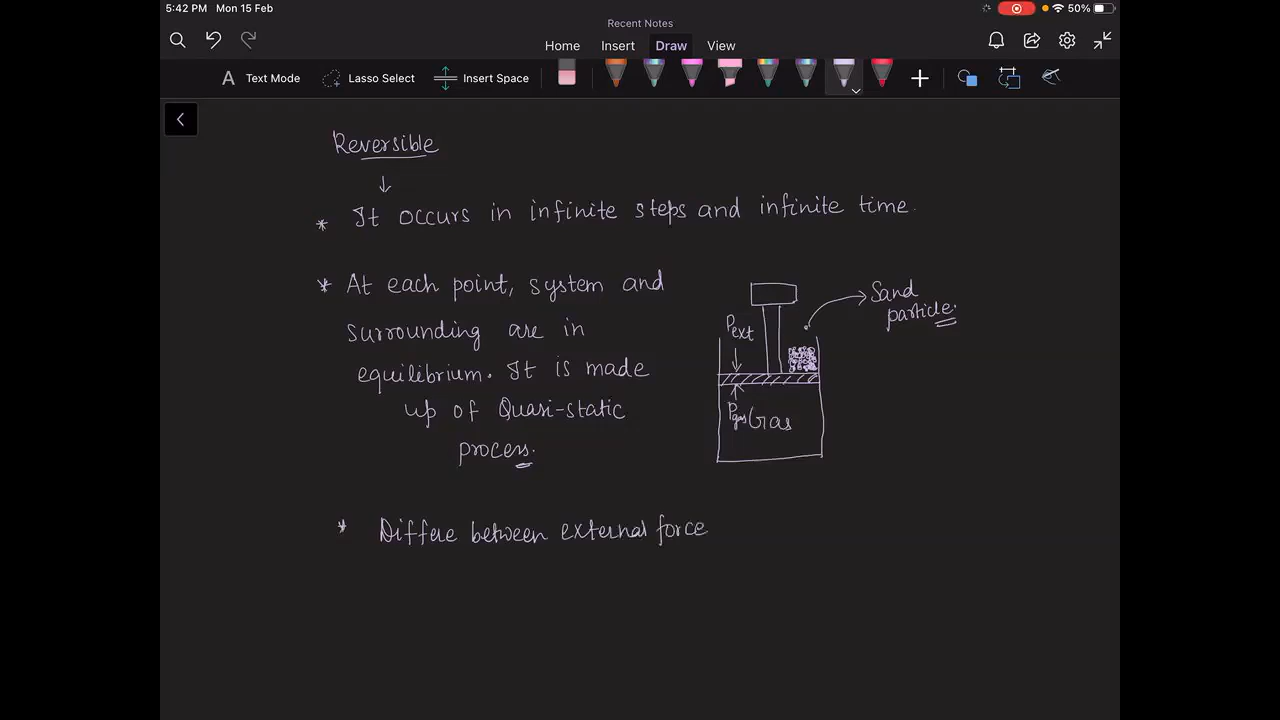 5:42 PM Mon 15 Feb
50%
Recent Notes
Home Insert Draw View
Text Mode Lasso Select Insert Space
Reversible
* It occurs in infinite steps and infinite time.
* At each point, system and
surrounding are in
equilibrium. It is made
up of Quasi-static
process.
Sand
particle.
Pext
Pgas Gas
* Differe between external force